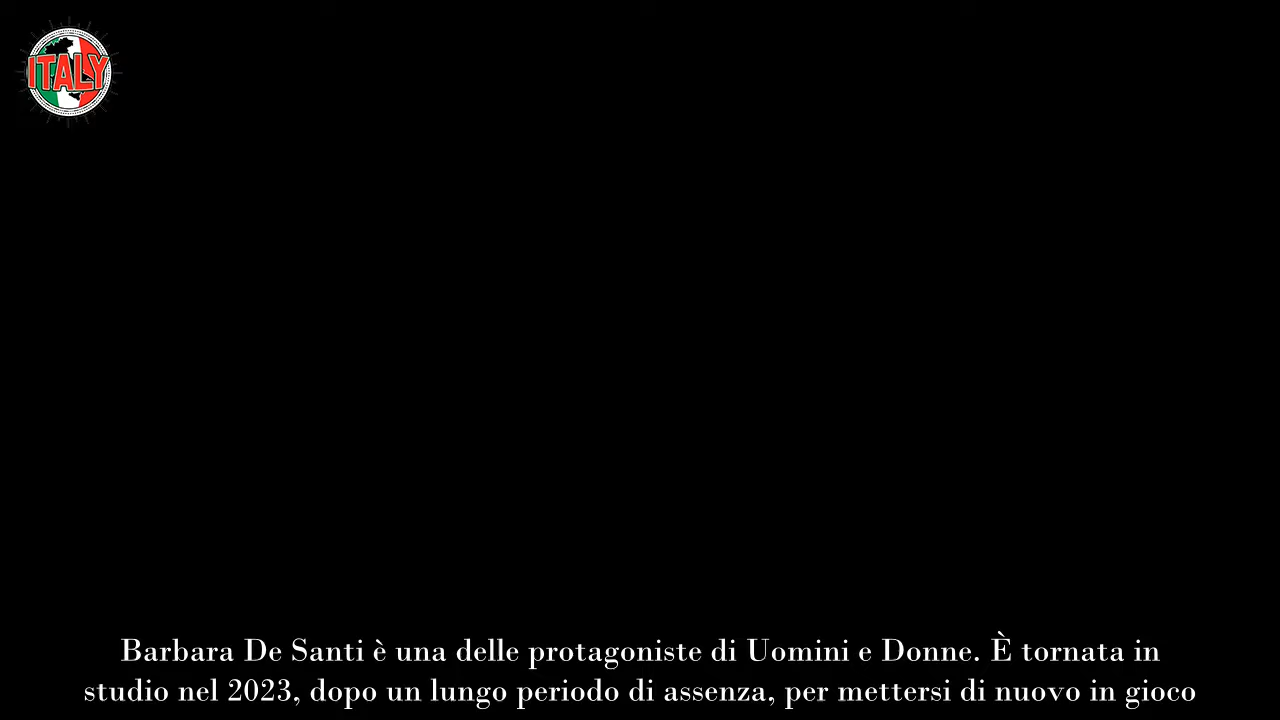 ITALY
Barbara De Santi è una delle protagoniste di Uomini e Donne. È tornata in
studio nel 2023, dopo un lungo periodo di assenza, per mettersi di nuovo in gioco